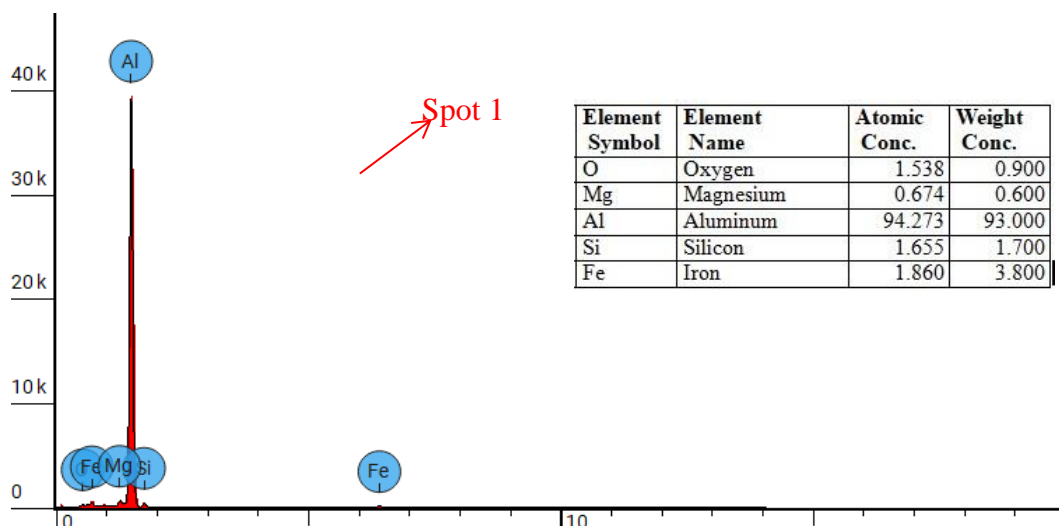 Al
40k
Spot 1
30k
20k
10k
0
Fe
Mg
Si
Fe
0
10
Element Symbol Element Name Atomic Conc. Weight Conc.
O Oxygen 1.538 0.900
Mg Magnesium 0.674 0.600
Al Aluminum 94.273 93.000
Si Silicon 1.655 1.700
Fe Iron 1.860 3.800